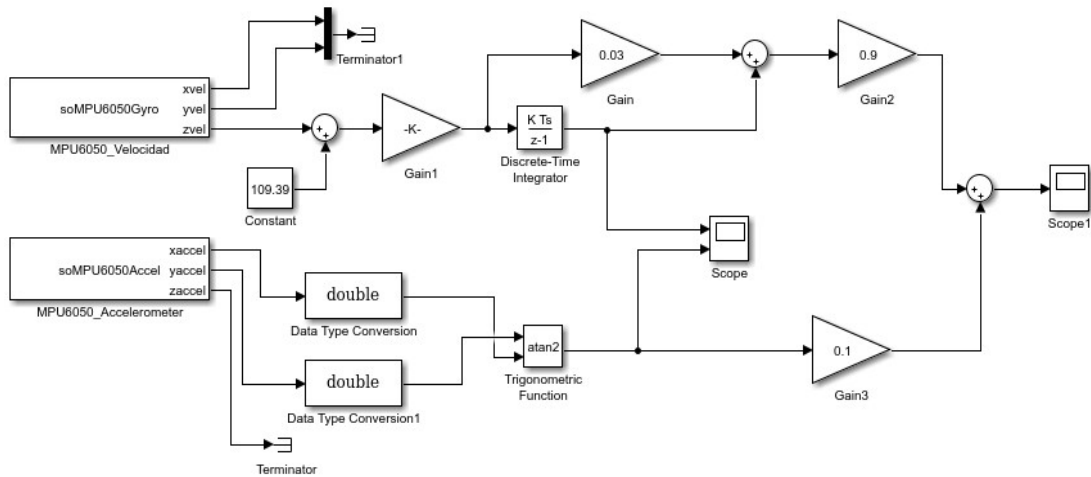 Terminator1
soMPU6050Gyro
xvel
yvel
zvel
MPU6050_Velocidad
+
+
109.39
Constant
-K-
Gain1
0.03
Gain
K Ts
z-1
Discrete-Time
Integrator
+
+
0.9
Gain2
+
+
Scope1
Scope
soMPU6050Accel
xaccel
yaccel
zaccel
MPU6050_Accelerometer
double
Data Type Conversion
double
Data Type Conversion1
Terminator
atan2
Trigonometric
Function
0.1
Gain3